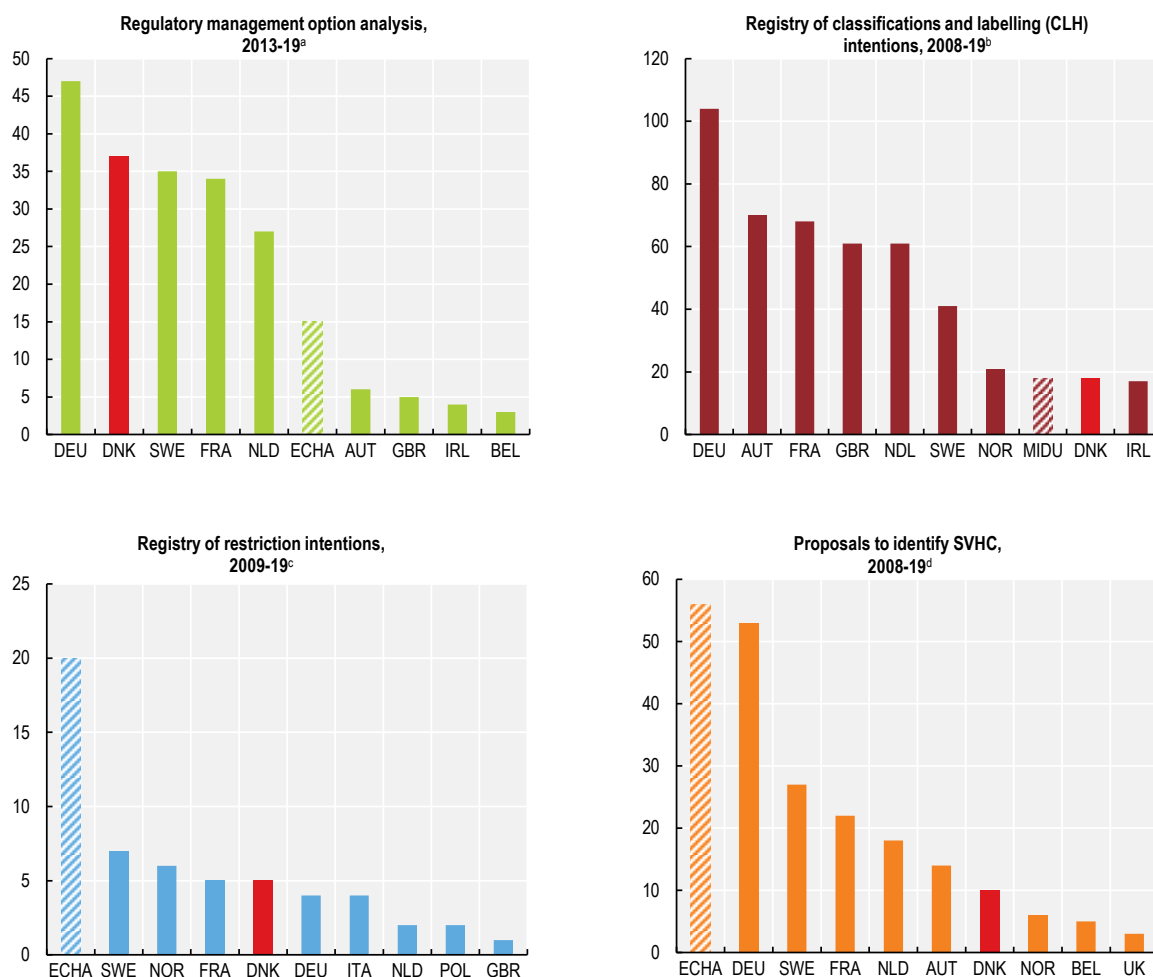 Regulatory management option analysis,
2013-19a
50
45
40
35
30
25
20
15
10
5
0
DEU DNK SWE FRA NLD ECHA AUT GBR IRL BEL
Registry of classifications and labelling (CLH)
intentions, 2008-19b
120
100
80
60
40
20
0
DEU AUT FRA GBR NDL SWE NOR MIDU DNK IRL
Registry of restriction intentions,
2009-19c
25
20
15
10
5
0
ECHA SWE NOR FRA DNK DEU ITA NLD POL GBR
Proposals to identify SVHC,
2008-19d
60
50
40
30
20
10
0
ECHA DEU SWE FRA NLD AUT DNK NOR BEL UK